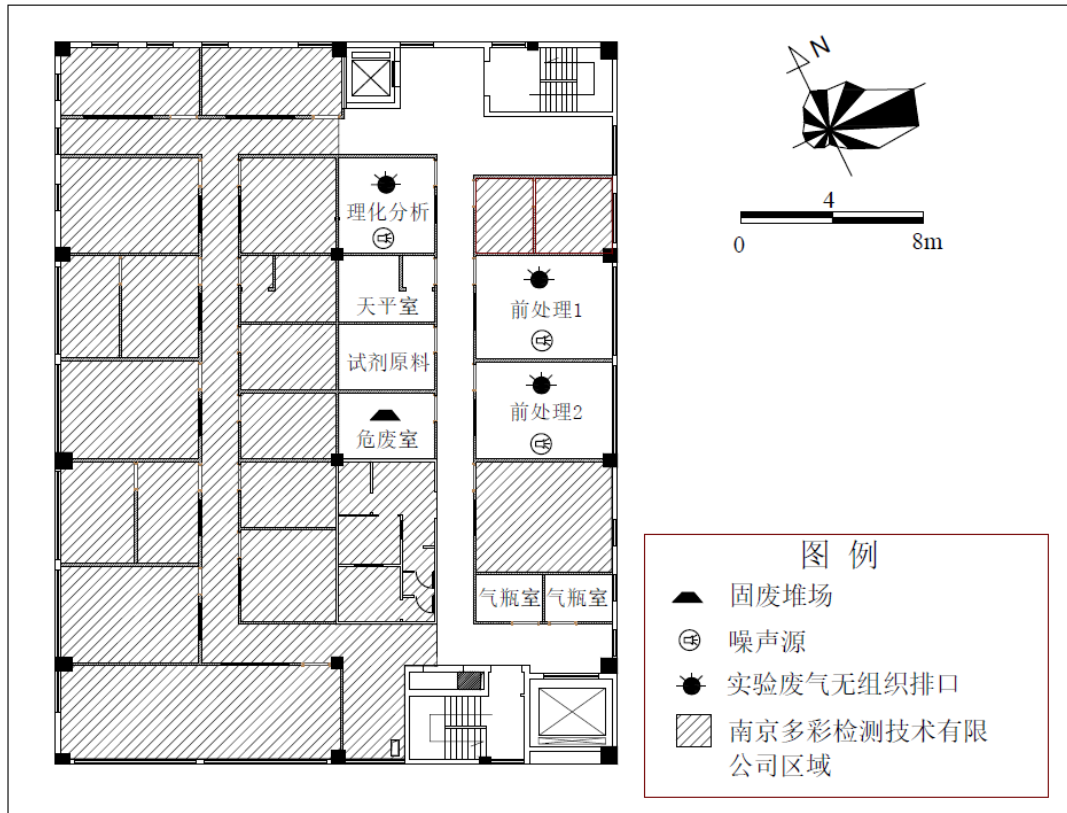 N
4
0
8m
理化分析
天平室
试剂原料
危废室
前处理1
前处理2
气瓶室
气瓶室
图 例
固废堆场
噪声源
实验废气无组织排口
南京多彩检测技术有限
公司区域